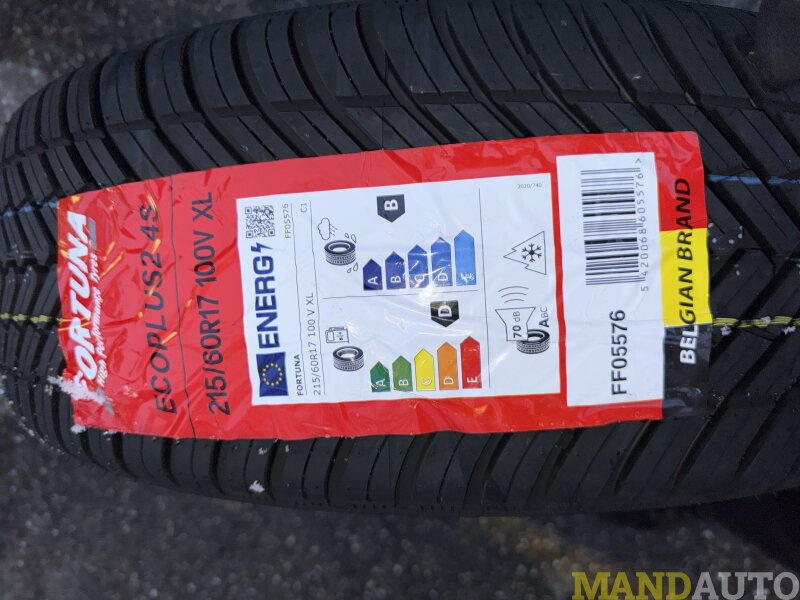 FORTUNA
High Performance Tyres
ECOPLUS2 4S
215/60R17 100V XL
ENERG
FORTUNA
FF05576
215/60R17 100 V XL
C1
B
A
B
C
D
E
D
A
B
C
D
E
2020/740
70 dB
ABC
5420068605576>
FF05576
BELGIAN BRAND
MANDAUTO